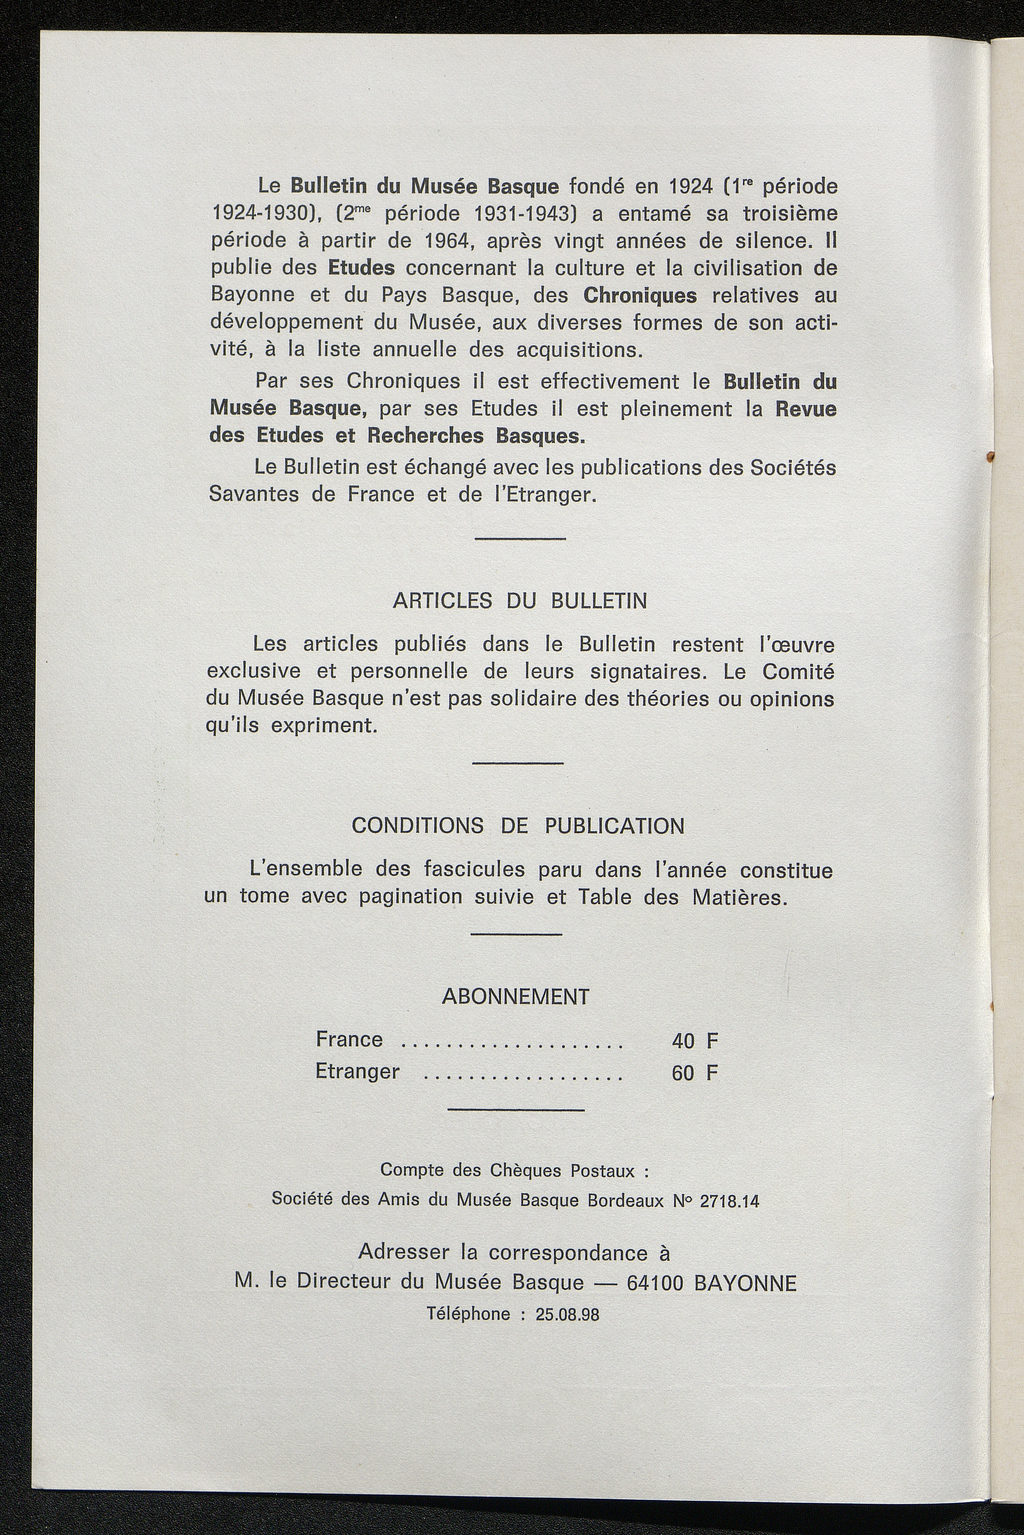 Le Bulletin du Musée Basque fondé en 1924 (1re période
1924-1930), (2me période 1931-1943) a entamé sa troisième
période à partir de 1964, après vingt années de silence. Il
publie des Etudes concernant la culture et la civilisation de
Bayonne et du Pays Basque, des Chroniques relatives au
développement du Musée, aux diverses formes de son acti-
vité, à la liste annuelle des acquisitions.
Par ses Chroniques il est effectivement le Bulletin du
Musée Basque, par ses Etudes il est pleinement la Revue
des Etudes et Recherches Basques.
Le Bulletin est échangé avec les publications des Sociétés
Savantes de France et de l'Etranger.
ARTICLES DU BULLETIN
Les articles publiés dans le Bulletin restent l'œuvre
exclusive et personnelle de leurs signataires. Le Comité
du Musée Basque n'est pas solidaire des théories ou opinions
qu'ils expriment.
CONDITIONS DE PUBLICATION
L'ensemble des fascicules paru dans l'année constitue
un tome avec pagination suivie et Table des Matières.
ABONNEMENT
France .................... 40 F
Etranger .................. 60 F
Compte des Chèques Postaux :
Société des Amis du Musée Basque Bordeaux No 2718.14
Adresser la correspondance à
M. le Directeur du Musée Basque — 64100 BAYONNE
Téléphone : 25.08.98